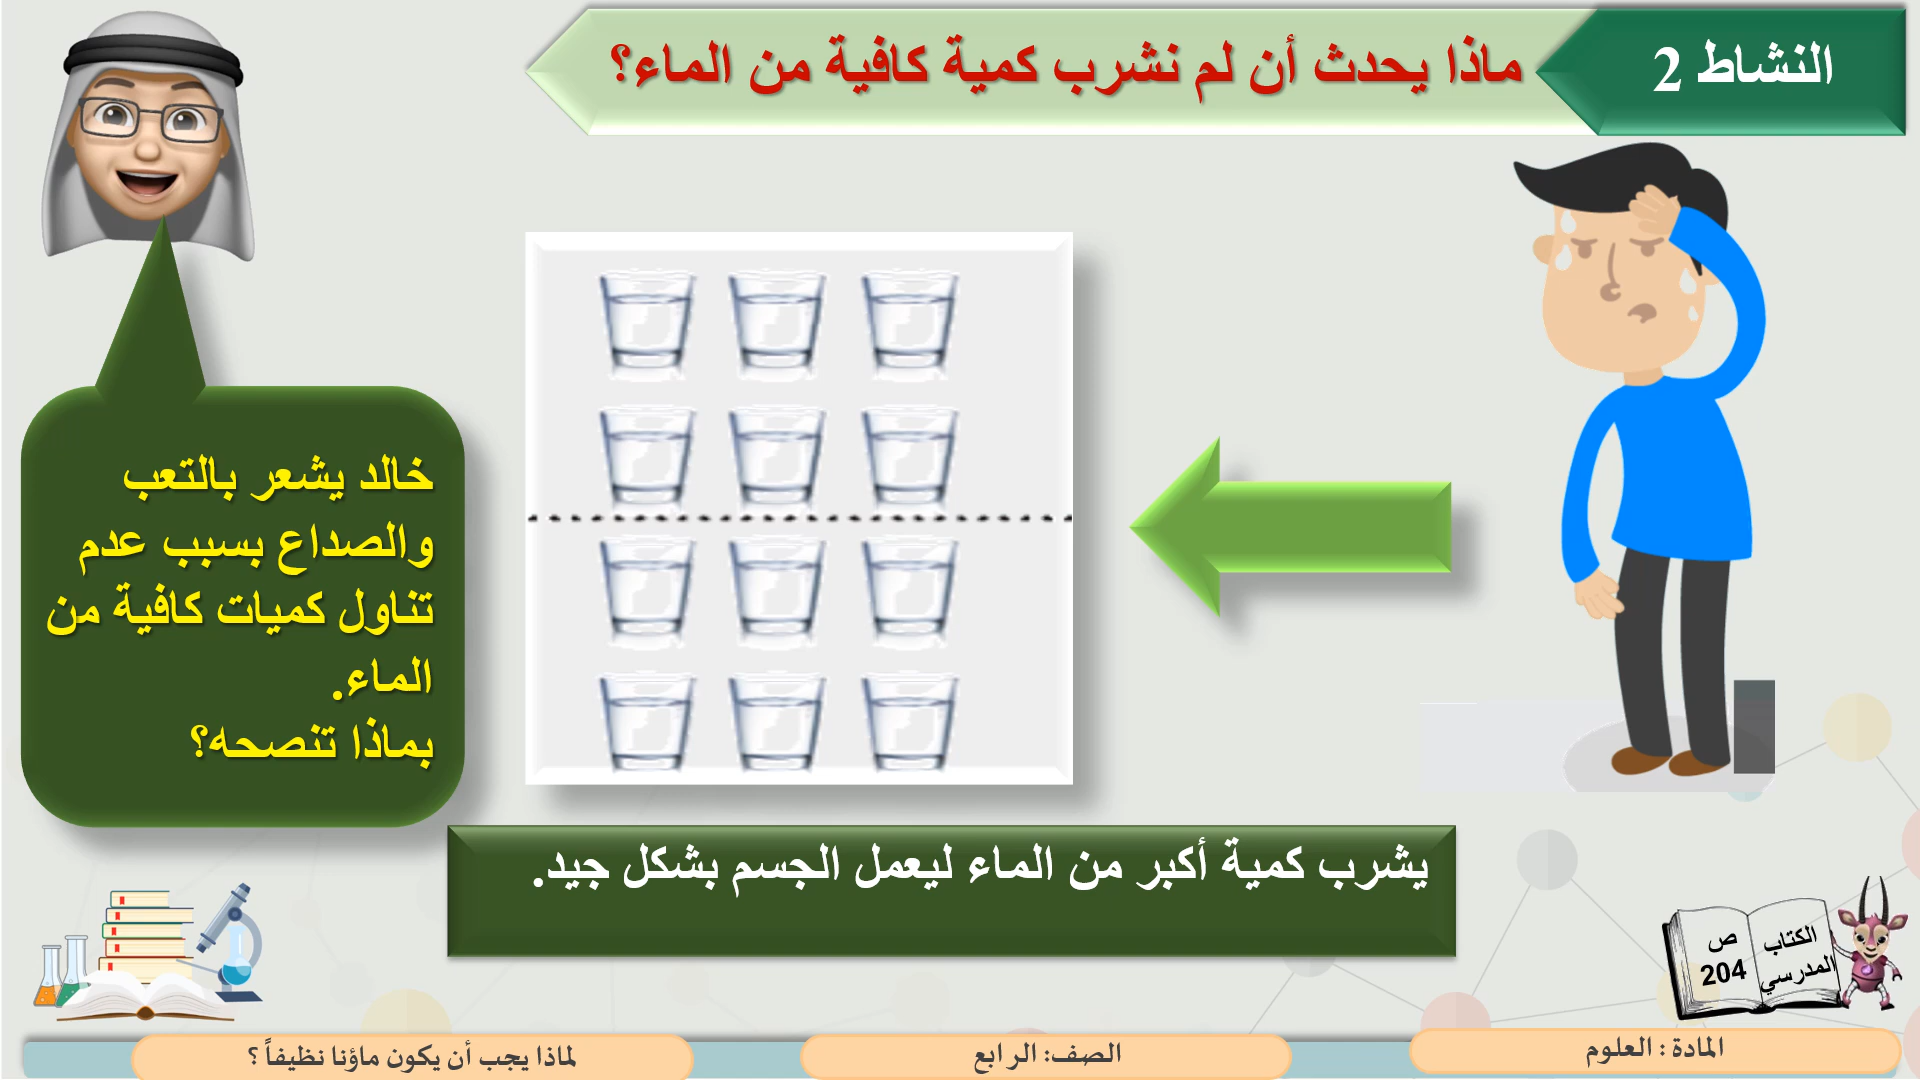 النشاط 2
ماذا يحدث أن لم نشرب كمية كافية من الماء؟
خالد يشعر بالتعب
والصداع بسبب عدم
تناول كميات كافية من
الماء.
بماذا تنصحه؟
يشرب كمية أكبر من الماء ليعمل الجسم بشكل جيد.
الكتاب
المدرسي
ص
204
المادة : العلوم
الصف: الرابع
لماذا يجب أن يكون ماؤنا نظيفاً ؟